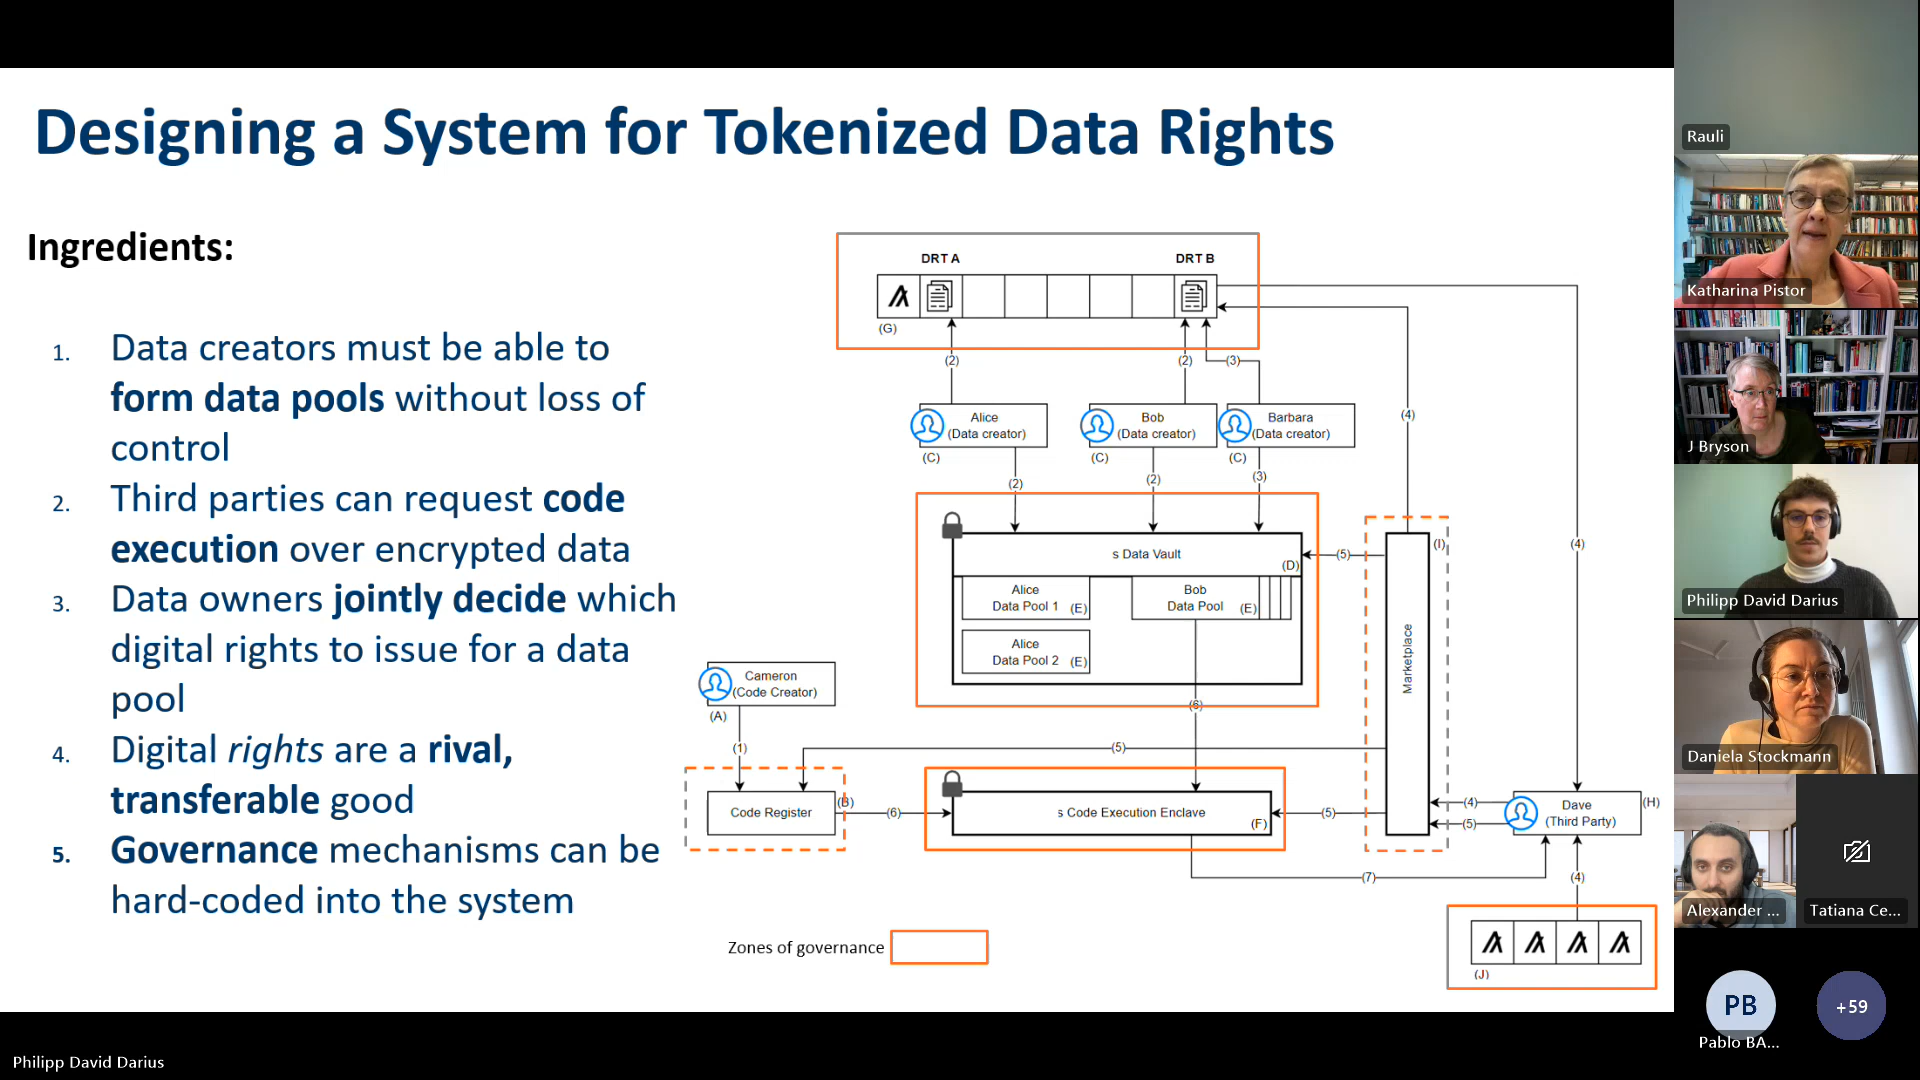 Designing a System for Tokenized Data Rights
Ingredients:
1. Data creators must be able to
form data pools without loss of
control
2. Third parties can request code
execution over encrypted data
3. Data owners jointly decide which
digital rights to issue for a data
pool
4. Digital rights are a rival,
transferable good
5. Governance mechanisms can be
hard-coded into the system
DRT A
DRT B
(G)
(2)
(2)
(3)
(4)
(4)
Alice
(Data creator)
(C)
Bob
(Data creator)
(C)
Barbara
(Data creator)
(C)
(2)
(2)
(3)
s Data Vault
(D)
Alice
Data Pool 1 (E)
Bob
Data Pool (E)
Alice
Data Pool 2 (E)
(5)
(I)
Marketplace
Cameron
(Code Creator)
(A)
(1)
(6)
(5)
Code Register
(B)
(6)
s Code Execution Enclave
(F)
(5)
(4)
(5)
Dave
(Third Party)
(H)
(7)
(4)
(J)
Zones of governance
Rauli
Katharina Pistor
J Bryson
Philipp David Darius
Daniela Stockmann
Alexander ...
Tatiana Ce...
PB
Pablo BA...
+59
Philipp David Darius